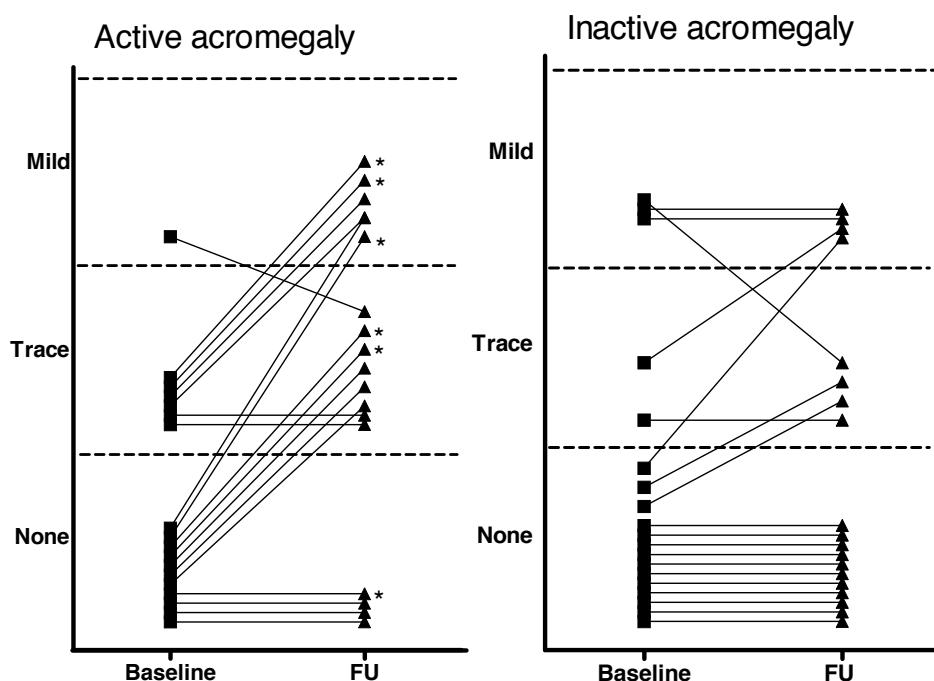 Active acromegaly
Mild
Trace
None
*
*
*
*
*
*
Baseline
FU
Inactive acromegaly
Mild
Trace
None
Baseline
FU